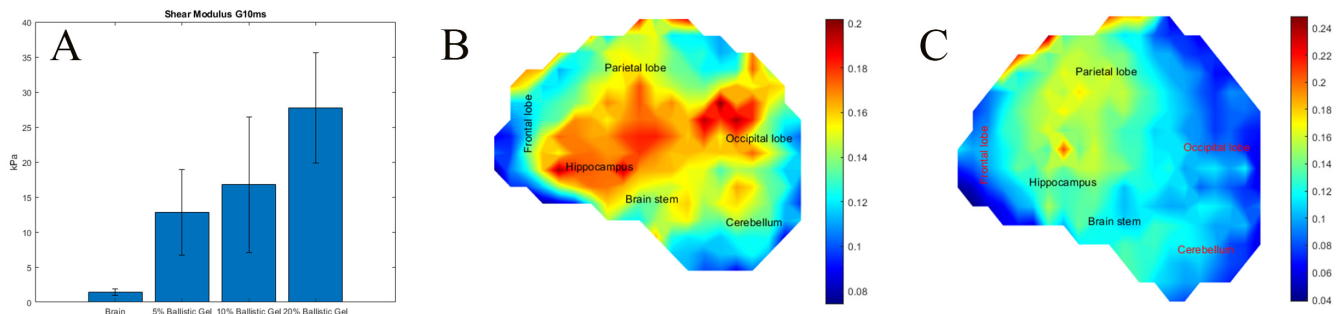 Shear Modulus G10ms
A
kPa
40
35
30
25
20
15
10
5
0
Brain
5% Ballistic Gel
10% Ballistic Gel
20% Ballistic Gel
B
Parietal lobe
Frontal lobe
Occipital lobe
Hippocampus
Brain stem
Cerebellum
0.2
0.18
0.16
0.14
0.12
0.1
0.08
C
Parietal lobe
Frontal lobe
Occipital lobe
Hippocampus
Brain stem
Cerebellum
0.24
0.22
0.20
0.18
0.16
0.14
0.12
0.10
0.08
0.06
0.04